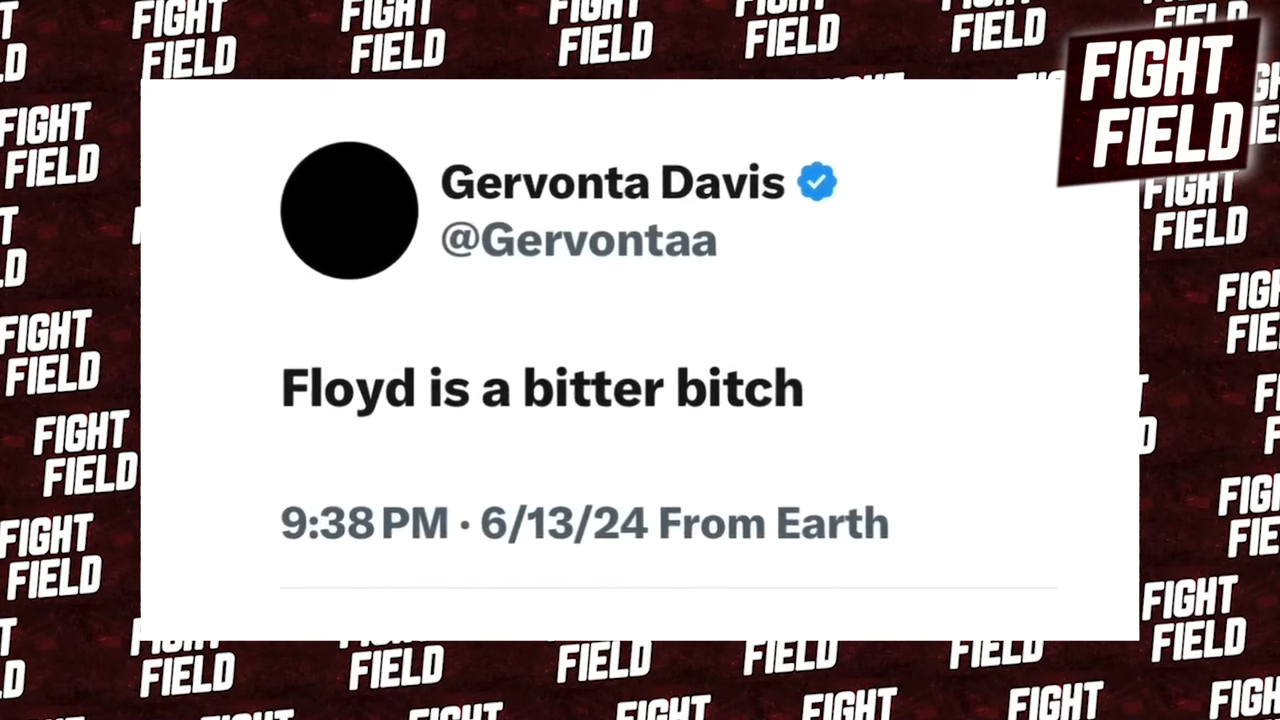 FIGHT
FIELD
Gervonta Davis
@Gervontaa
Floyd is a bitter bitch
9:38 PM · 6/13/24 From Earth